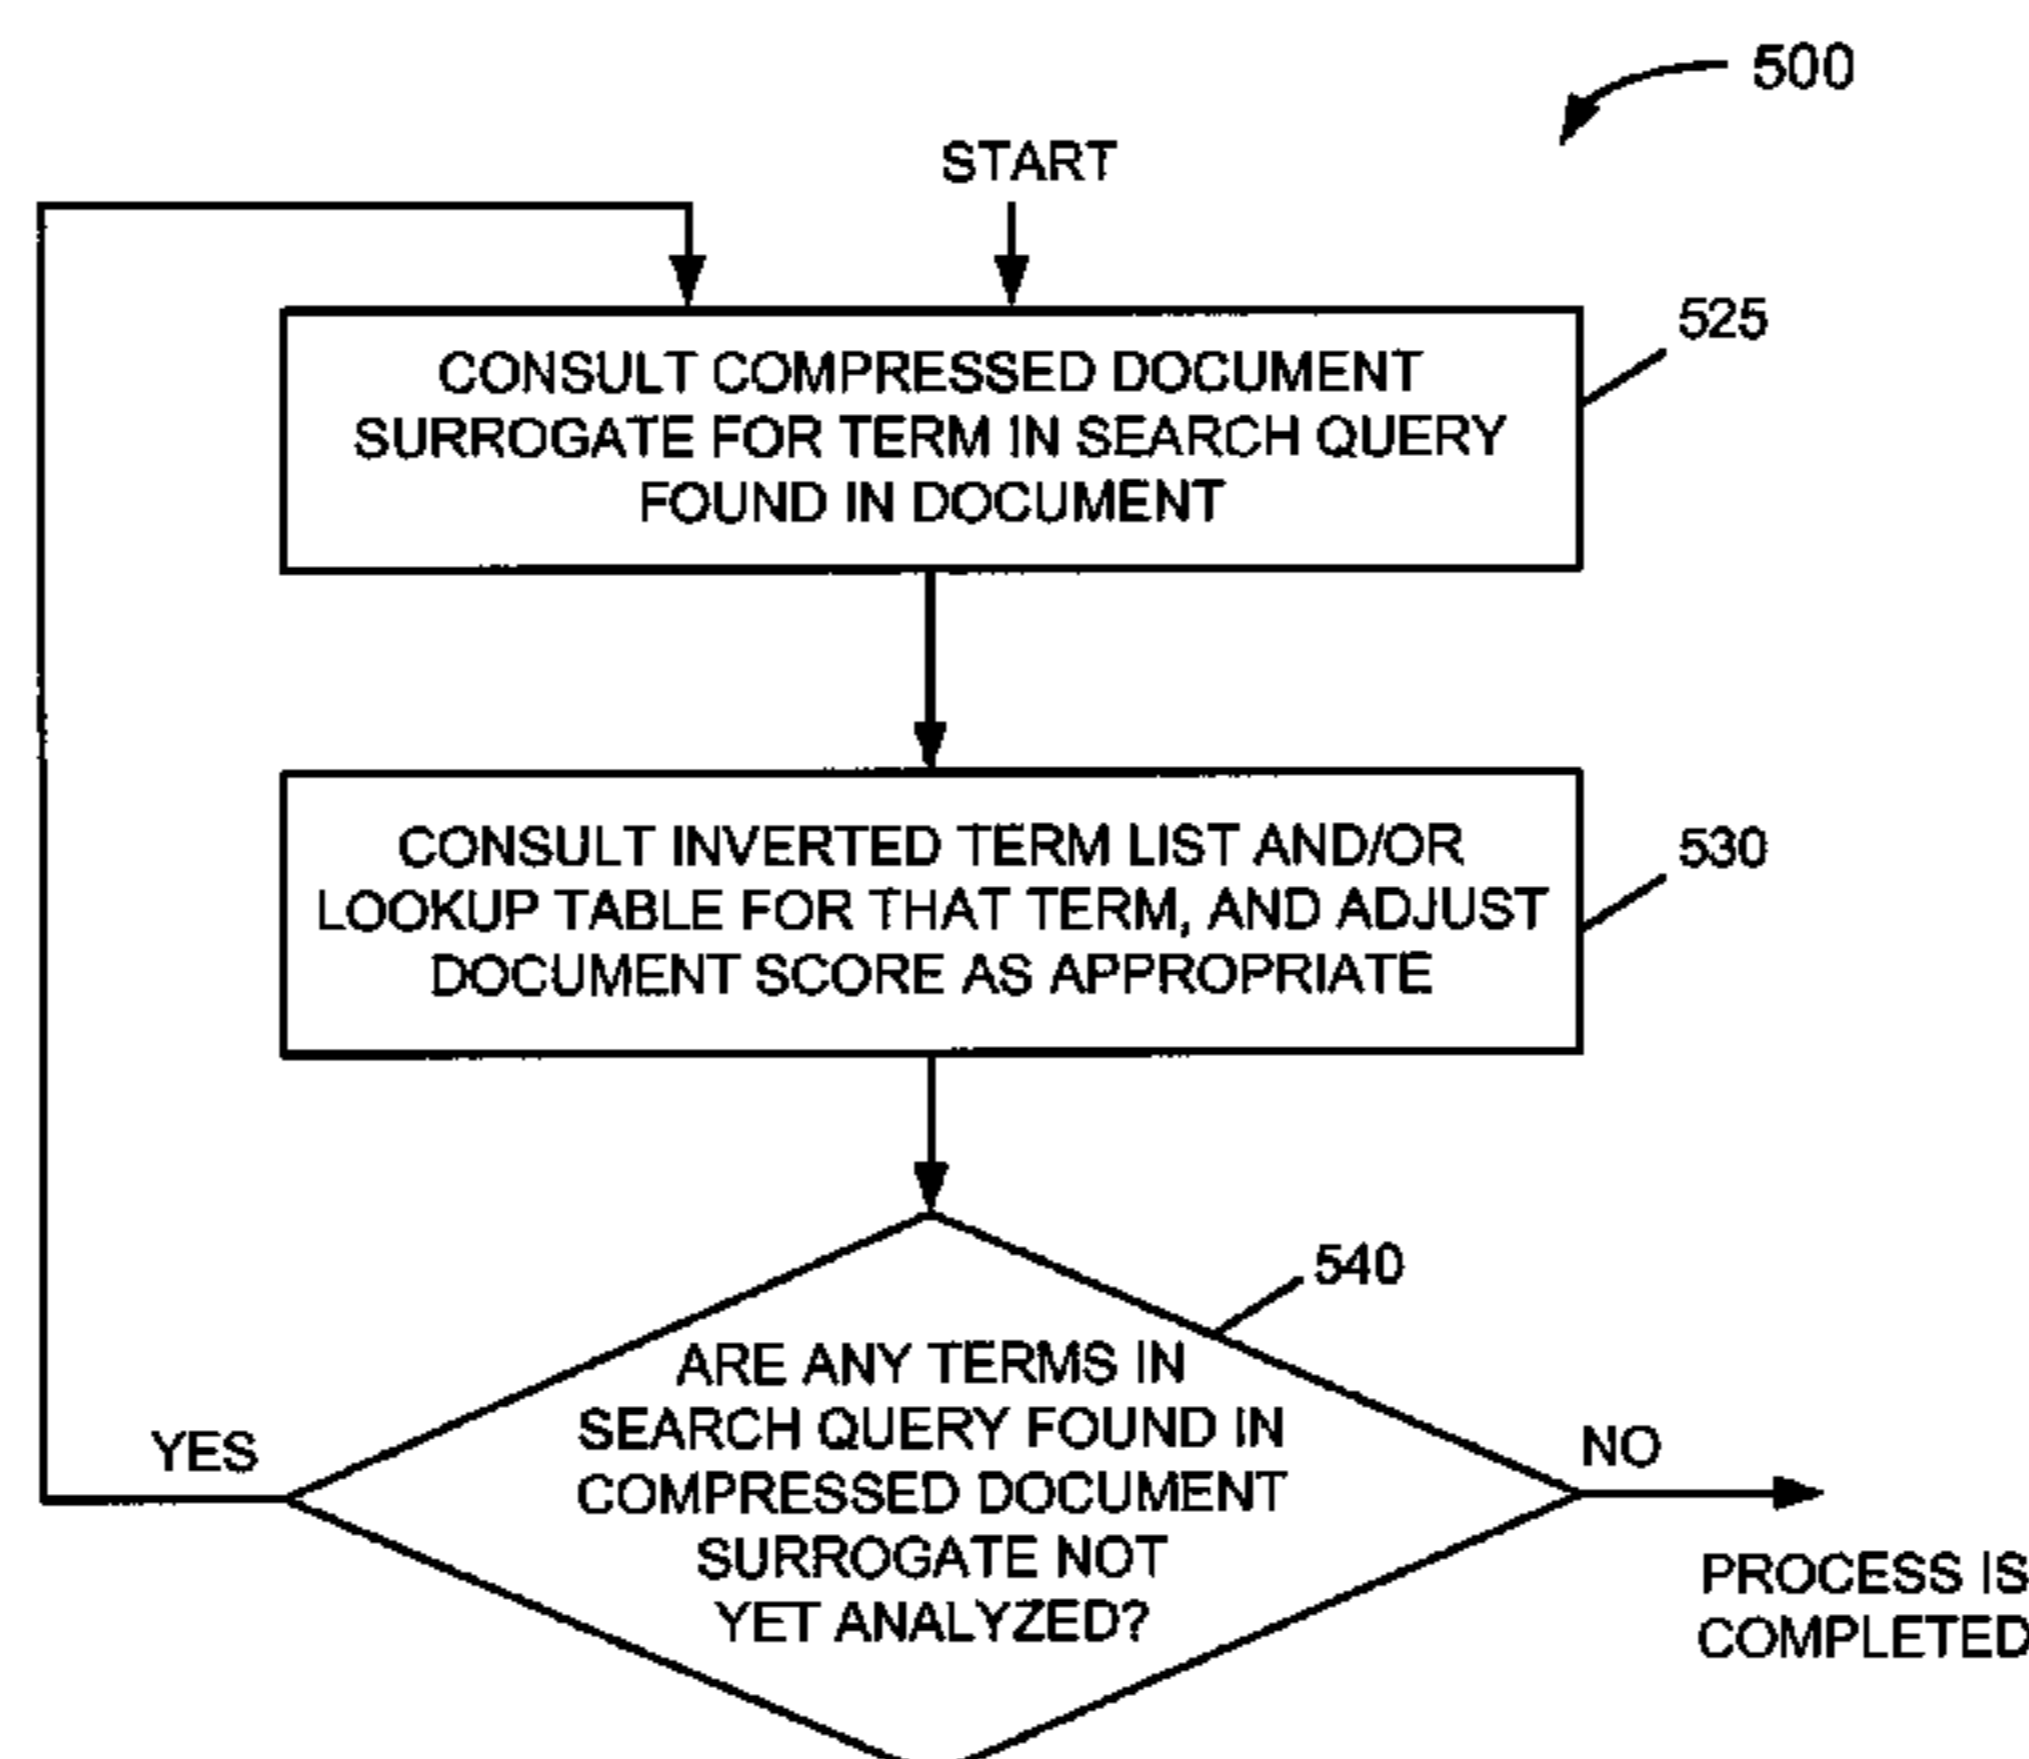 500
START
525
CONSULT COMPRESSED DOCUMENT
SURROGATE FOR TERM IN SEARCH QUERY
FOUND IN DOCUMENT
530
CONSULT INVERTED TERM LIST AND/OR
LOOKUP TABLE FOR THAT TERM, AND ADJUST
DOCUMENT SCORE AS APPROPRIATE
540
ARE ANY TERMS IN
SEARCH QUERY FOUND IN
COMPRESSED DOCUMENT
SURROGATE NOT
YET ANALYZED?
YES
NO
PROCESS IS
COMPLETED